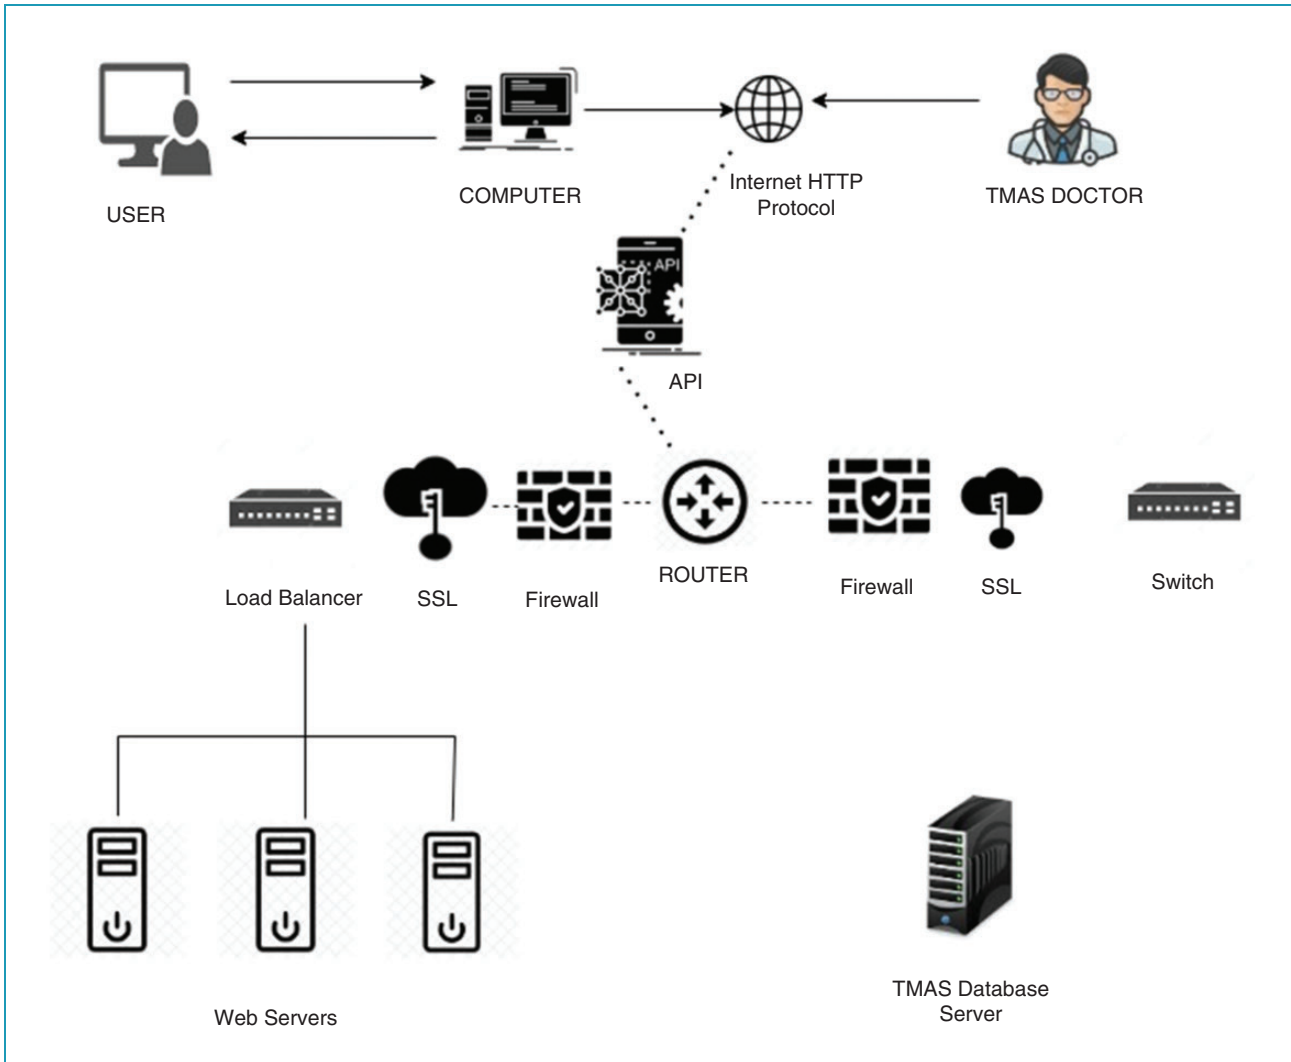 USER
COMPUTER
Internet HTTP
Protocol
TMAS DOCTOR
API
API
Load Balancer
SSL
Firewall
ROUTER
Firewall
SSL
Switch
Web Servers
TMAS Database
Server